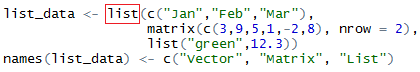 list_data <- list(c("Jan","Feb","Mar"),
matrix(c(3,9,5,1,-2,8), nrow = 2),
list("green",12.3))
names(list_data) <- c("Vector", "Matrix", "List")